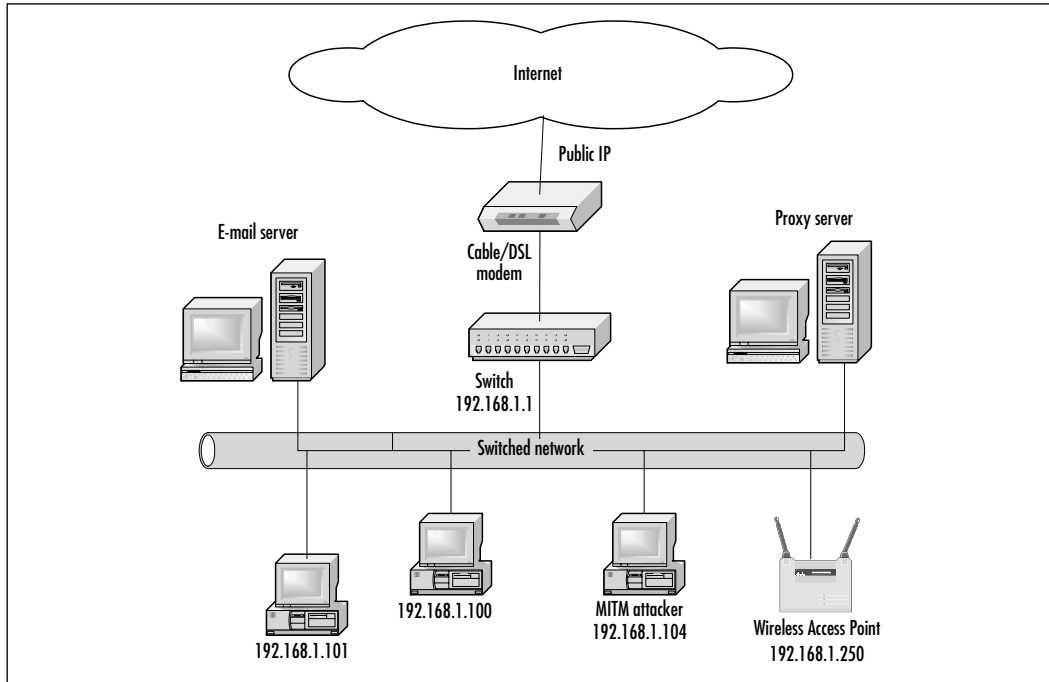 Internet
Public IP
Cable/DSL
modem
E-mail server
Proxy server
Switch
192.168.1.1
Switched network
192.168.1.101
192.168.1.100
MITM attacker
192.168.1.104
Wireless Access Point
192.168.1.250